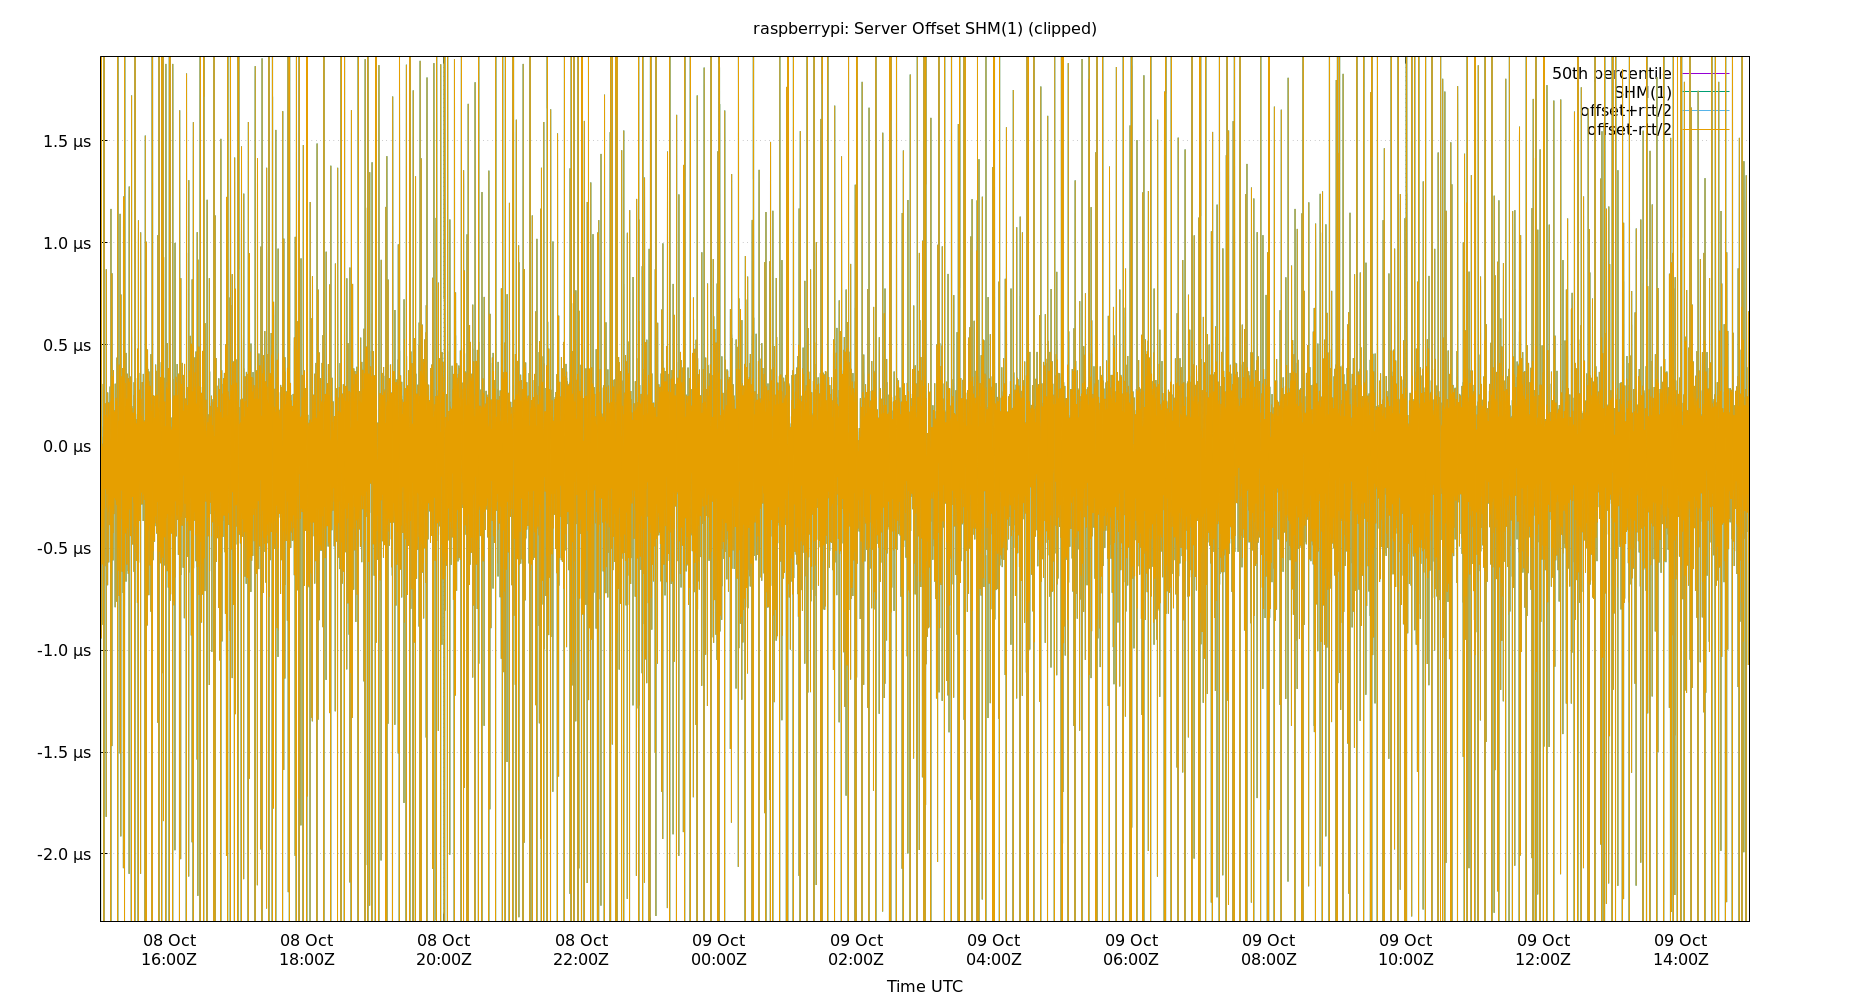 raspberrypi: Server Offset SHM(1) (clipped)
50th percentile
SHM(1)
offset+rtt/2
offset-rtt/2
1.5 µs
1.0 µs
0.5 µs
0.0 µs
-0.5 µs
-1.0 µs
-1.5 µs
-2.0 µs
08 Oct 08 Oct 08 Oct 08 Oct 09 Oct 09 Oct 09 Oct 09 Oct 09 Oct 09 Oct 09 Oct 09 Oct
16:00Z 18:00Z 20:00Z 22:00Z 00:00Z 02:00Z 04:00Z 06:00Z 08:00Z 10:00Z 12:00Z 14:00Z
Time UTC